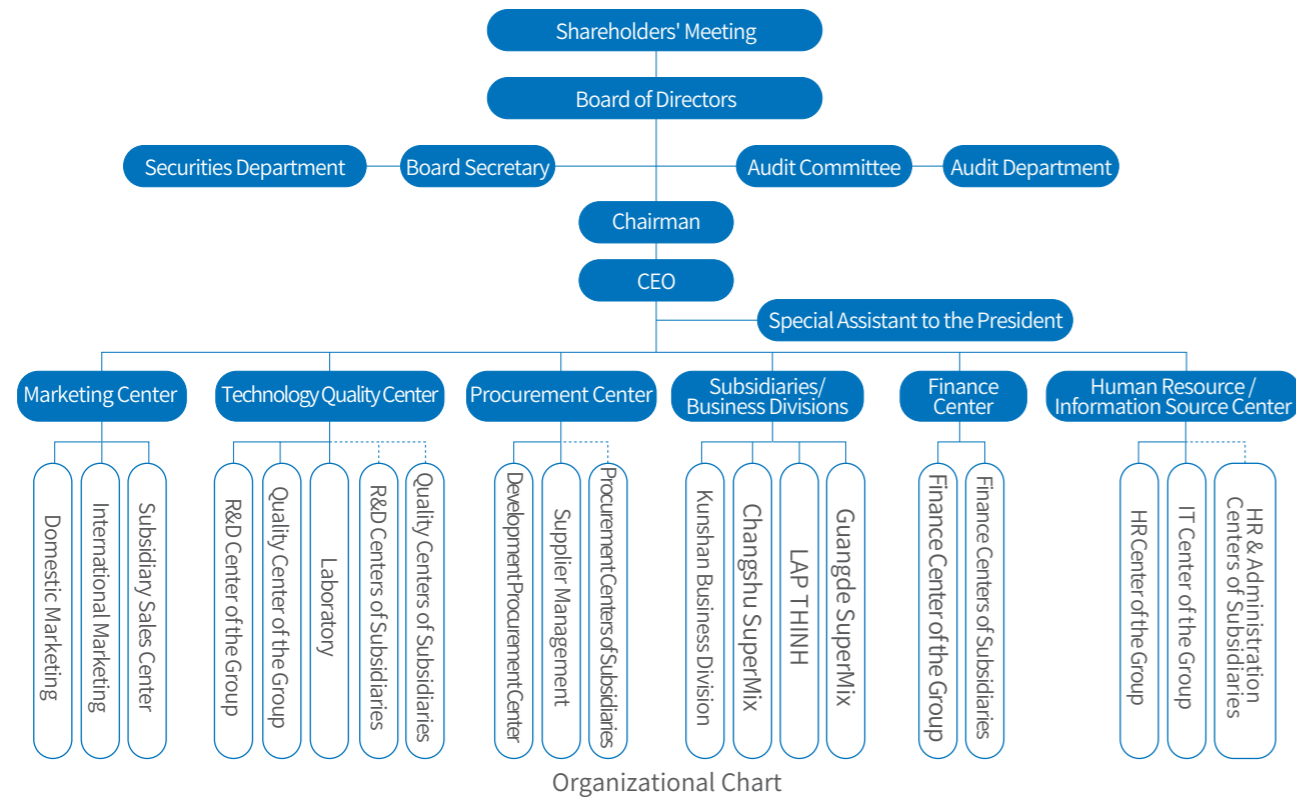 Shareholders' Meeting
Board of Directors
Securities Department
Board Secretary
Audit Committee
Audit Department
Chairman
CEO
Special Assistant to the President
Marketing Center
Technology Quality Center
Procurement Center
Subsidiaries/
Business Divisions
Finance
Center
Human Resource /
Information Source Center
Domestic Marketing
International Marketing
Subsidiary Sales Center
R&D Center of the Group
Quality Center of the Group
Laboratory
R&D Centers of Subsidiaries
Quality Centers of Subsidiaries
Development Procurement Center
Supplier Management
Procurement Centers of Subsidiaries
Kunshan Business Division
Changshu SuperMix
LAP THINH
Guangde SuperMix
Finance Center of the Group
Finance Centers of Subsidiaries
HR Center of the Group
IT Center of the Group
HR & Administration
Centers of Subsidiaries
Organizational Chart